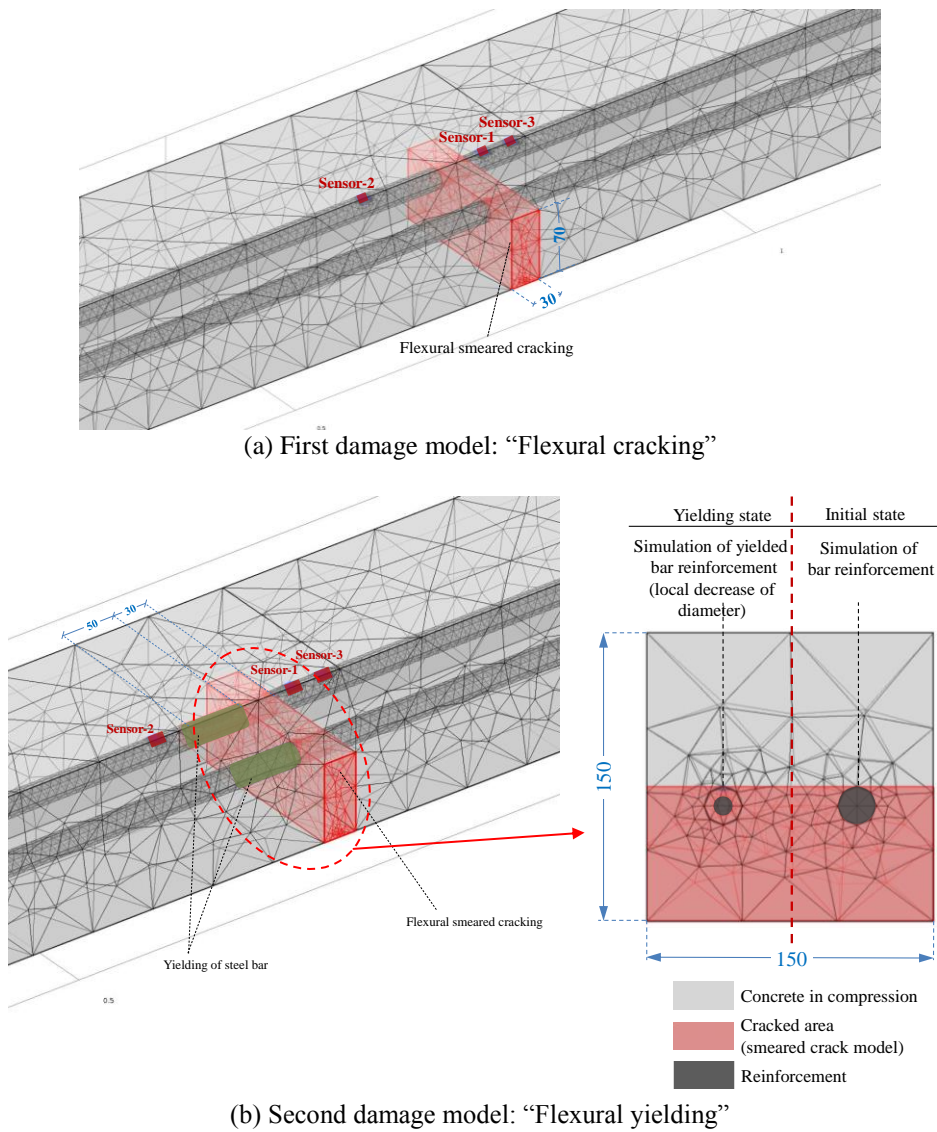 Sensor-3
Sensor-1
Sensor-2
70
30
1
Flexural smeared cracking
0.5
(a) First damage model: “Flexural cracking”
Yielding state
Initial state
Simulation of yielded
bar reinforcement
(local decrease of
diameter)
Simulation of
bar reinforcement
50
30
Sensor-3
Sensor-1
Sensor-2
150
150
Flexural smeared cracking
Yielding of steel bar
0.5
Concrete in compression
Cracked area
(smeared crack model)
Reinforcement
(b) Second damage model: “Flexural yielding”